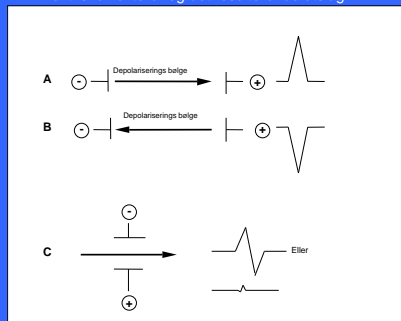 A
Depolariserings bølge
-
+
B
Depolariserings bølge
-
+
-
C
Eller
+